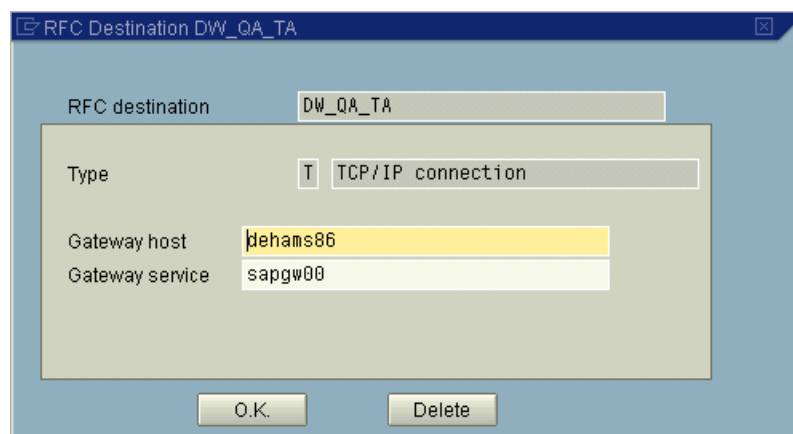 RFC Destination DW_QA_TA
RFC destination DW_QA_TA
Type T TCP/IP connection
Gateway host dehams86
Gateway service sapgw00
O.K. Delete